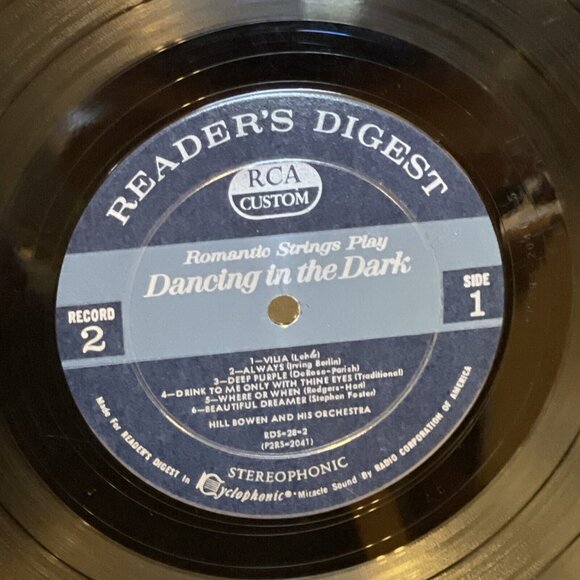 READER'S DIGEST
RCA
CUSTOM
Romantic Strings Play
Dancing in the Dark
RECORD
2
SIDE
1
1—VILIA (Lehár)
2—ALWAYS (Irving Berlin)
3—DEEP PURPLE (DeRose-Parish)
4—DRINK TO ME ONLY WITH THINE EYES (Traditional)
5—WHERE OR WHEN (Rodgers-Hart)
6—BEAUTIFUL DREAMER (Stephen Foster)
HILL BOWEN AND HIS ORCHESTRA
RDS-28-2
(P2RS-2041)
STEREOPHONIC
Made For READER'S DIGEST In Cyclophonic® Miracle Sound By RADIO CORPORATION OF AMERICA